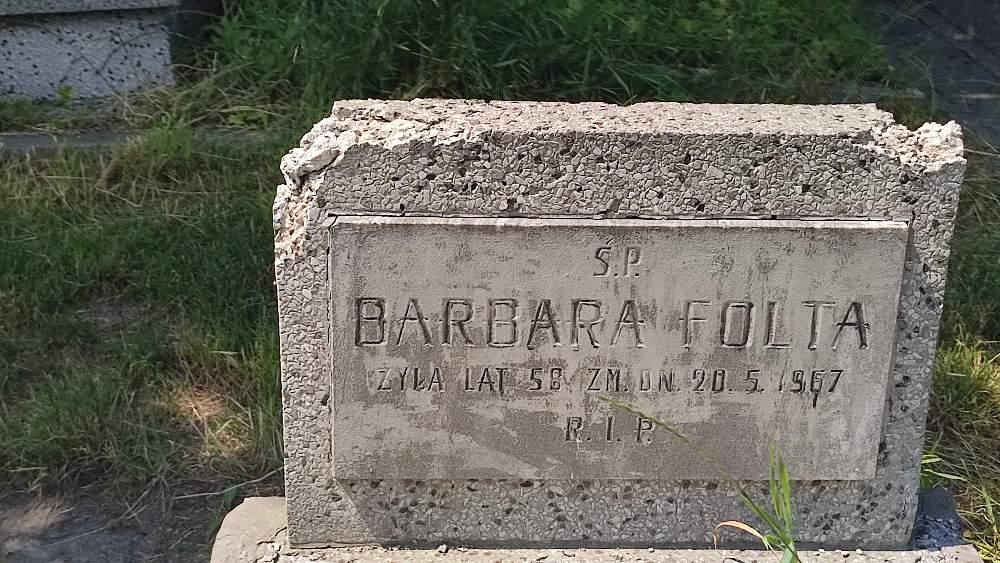 Ś.P.
BARBARA FOLTA
ŻYŁA LAT 58 ZM. DN. 20. 5. 1967
R. I. P.